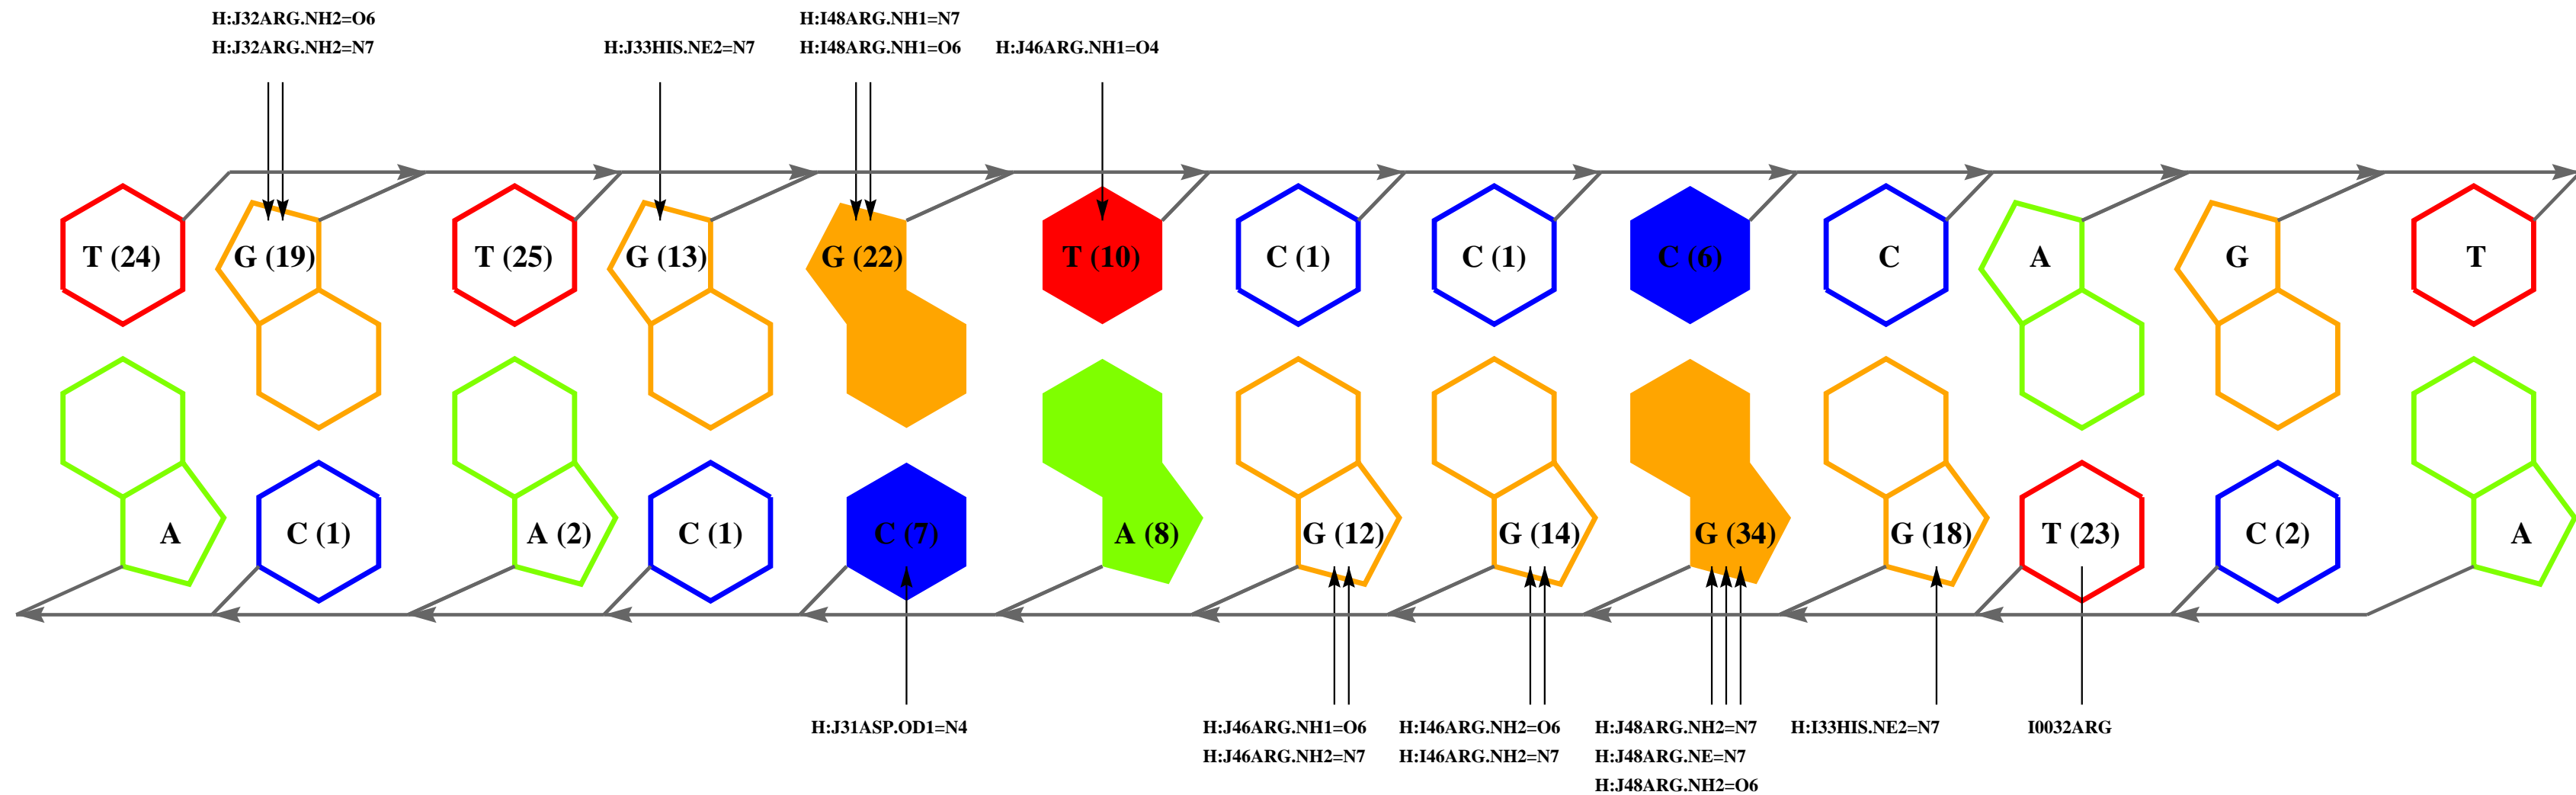 H:J32ARG.NH2=O6
H:J32ARG.NH2=N7
H:J33HIS.NE2=N7
H:I48ARG.NH1=N7
H:I48ARG.NH1=O6
H:J46ARG.NH1=O4
T (24)
G (19)
T (25)
G (13)
G (22)
T (10)
C (1)
C (1)
C (6)
C
A
G
T
A
C (1)
A (2)
C (1)
C (7)
A (8)
G (12)
G (14)
G (34)
G (18)
T (23)
C (2)
A
H:J31ASP.OD1=N4
H:J46ARG.NH1=O6
H:J46ARG.NH2=N7
H:I46ARG.NH2=O6
H:I46ARG.NH2=N7
H:J48ARG.NH2=N7
H:J48ARG.NE=N7
H:J48ARG.NH2=O6
H:I33HIS.NE2=N7
I0032ARG